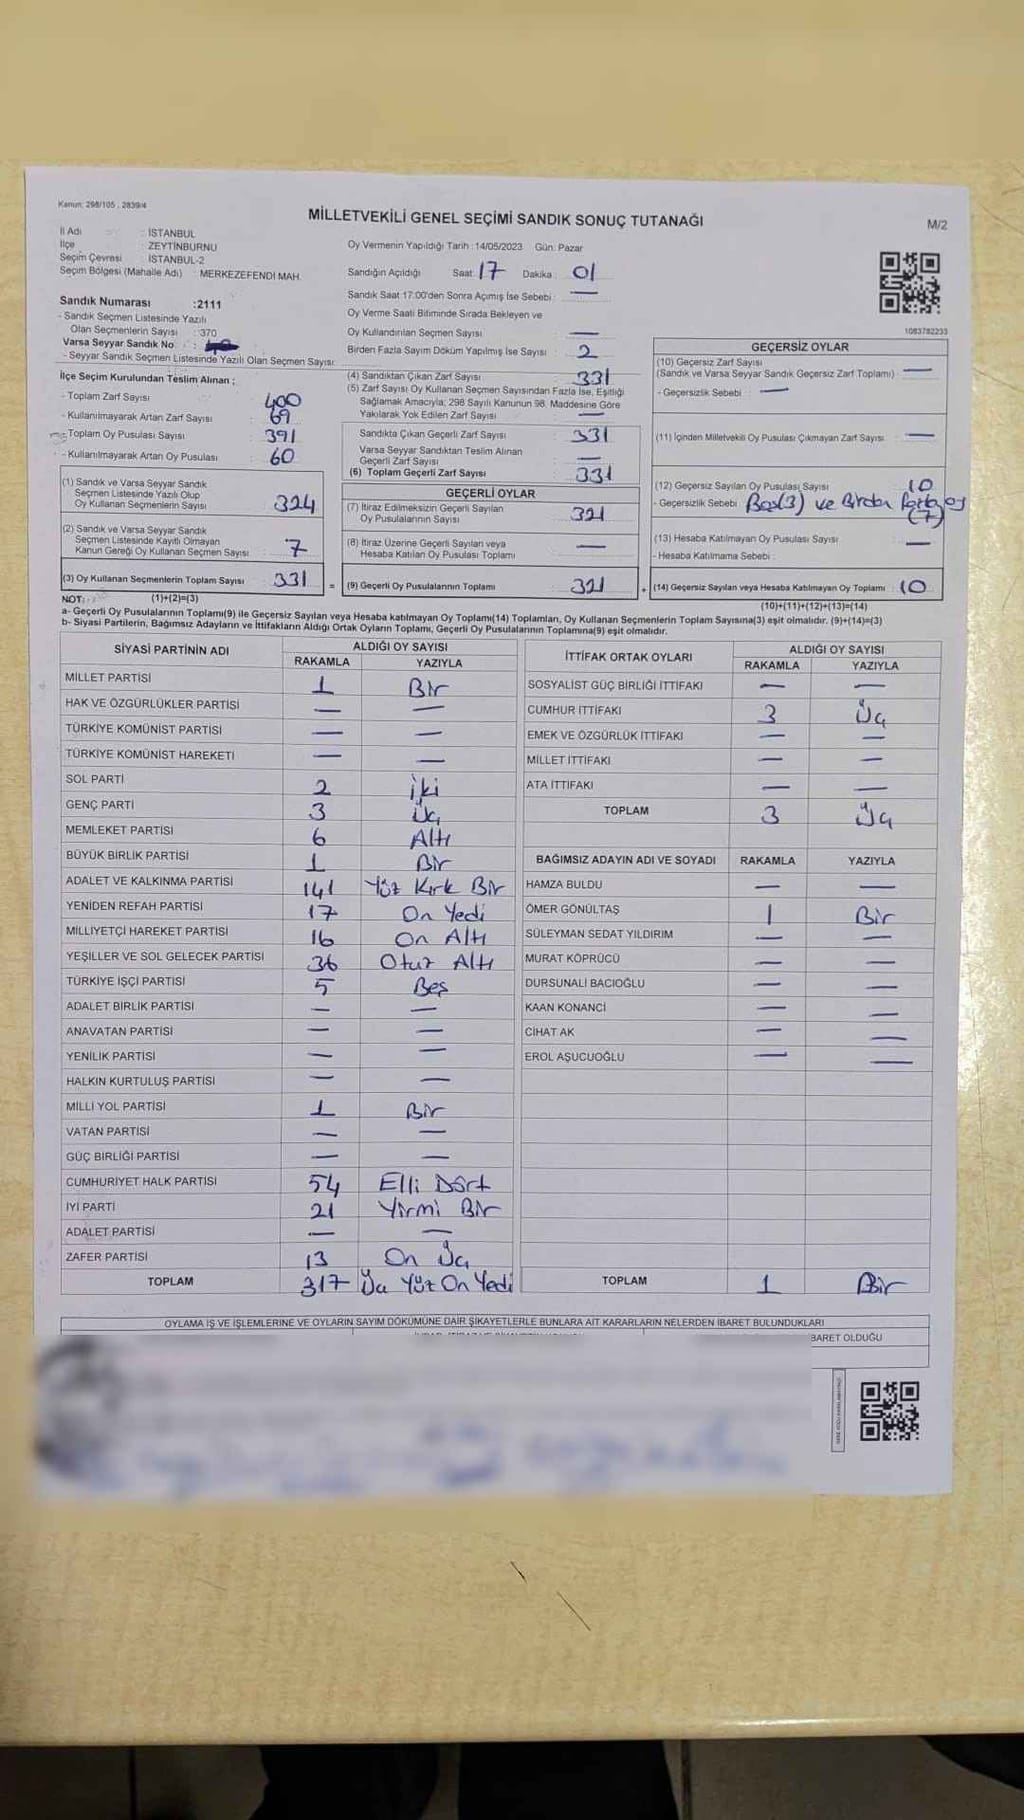 Kanun: 298/105 , 2839/4
MİLLETVEKİLİ GENEL SEÇİMİ SANDIK SONUÇ TUTANAĞI
M/2
İl Adı : İSTANBUL
İlçe : ZEYTİNBURNU
Seçim Çevresi : İSTANBUL-2
Seçim Bölgesi (Mahalle Adı) : MERKEZEFENDİ MAH.
Oy Vermenin Yapıldığı Tarih : 14/05/2023 Gün: Pazar
Sandığın Açıldığı Saat: 17 Dakika : 01
Sandık Saat 17:00'den Sonra Açımış İse Sebebi : —
Oy Verme Saati Bitiminde Sırada Bekleyen ve
Oy Kullandırılan Seçmen Sayısı —
Birden Fazla Sayım Döküm Yapılmış İse Sayısı 2
1083782233
Sandık Numarası :2111
- Sandık Seçmen Listesinde Yazılı
Olan Seçmenlerin Sayısı : 370
Varsa Seyyar Sandık No :
- Seyyar Sandık Seçmen Listesinde Yazılı Olan Seçmen Sayısı:
İlçe Seçim Kurulundan Teslim Alınan ;
- Toplam Zarf Sayısı : 400
- Kullanılmayarak Artan Zarf Sayısı : 69
- Toplam Oy Pusulası Sayısı : 391
- Kullanılmayarak Artan Oy Pusulası : 60
(1) Sandık ve Varsa Seyyar Sandık
Seçmen Listesinde Yazılı Olup
Oy Kullanan Seçmenlerin Sayısı : 324
(2) Sandık ve Varsa Seyyar Sandık
Seçmen Listesinde Kayıtlı Olmayan
Kanun Gereği Oy Kullanan Seçmen Sayısı : 7
(3) Oy Kullanan Seçmenlerin Toplam Sayısı : 331
(1)+(2)=(3)
(4) Sandıktan Çıkan Zarf Sayısı : 331
(5) Zarf Sayısı Oy Kullanan Seçmen Sayısından Fazla İse, Eşitliği
Sağlamak Amacıyla; 298 Sayılı Kanunun 98. Maddesine Göre
Yakılarak Yok Edilen Zarf Sayısı : —
Sandıkta Çıkan Geçerli Zarf Sayısı : 331
Varsa Seyyar Sandıktan Teslim Alınan
Geçerli Zarf Sayısı : —
(6) Toplam Geçerli Zarf Sayısı : 331
GEÇERLİ OYLAR
(7) İtiraz Edilmeksizin Geçerli Sayılan
Oy Pusulalarının Sayısı : 321
(8) İtiraz Üzerine Geçerli Sayılan veya
Hesaba Katılan Oy Pusulası Toplamı : —
= (9) Geçerli Oy Pusulalarının Toplamı : 321 +
GEÇERSİZ OYLAR
(10) Geçersiz Zarf Sayısı
(Sandık ve Varsa Seyyar Sandık Geçersiz Zarf Toplamı) : —
- Geçersizlik Sebebi : —
(11) İçinden Milletvekili Oy Pusulası Çıkmayan Zarf Sayısı : —
(12) Geçersiz Sayılan Oy Pusulası Sayısı : 10
- Geçersizlik Sebebi : Boş(3) ve Birden Fazla oy
(7)
(13) Hesaba Katılmayan Oy Pusulası Sayısı : —
- Hesaba Katılmama Sebebi :
(14) Geçersiz Sayılan veya Hesaba Katılmayan Oy Toplamı : 10
(10)+(11)+(12)+(13)=(14)
NOT:
a- Geçerli Oy Pusulalarının Toplamı(9) ile Geçersiz Sayılan veya Hesaba katılmayan Oy Toplamı(14) Toplamları, Oy Kullanan Seçmenlerin Toplam Sayısına(3) eşit olmalıdır. (9)+(14)=(3)
b- Siyasi Partilerin, Bağımsız Adayların ve İttifakların Aldığı Ortak Oyların Toplamı, Geçerli Oy Pusulalarının Toplamına(9) eşit olmalıdır.
SİYASİ PARTİNİN ADI ALDIĞI OY SAYISI
RAKAMLA YAZIYLA
MİLLET PARTİSİ 1 Bir
HAK VE ÖZGÜRLÜKLER PARTİSİ — —
TÜRKİYE KOMÜNİST PARTİSİ — —
TÜRKİYE KOMÜNİST HAREKETİ — —
SOL PARTİ 2 İki
GENÇ PARTİ 3 Üç
MEMLEKET PARTİSİ 6 Altı
BÜYÜK BİRLİK PARTİSİ 1 Bir
ADALET VE KALKINMA PARTİSİ 141 Yüz Kırk Bir
YENİDEN REFAH PARTİSİ 17 On Yedi
MİLLİYETÇİ HAREKET PARTİSİ 16 On Altı
YEŞİLLER VE SOL GELECEK PARTİSİ 36 Otuz Altı
TÜRKİYE İŞÇİ PARTİSİ 5 Beş
ADALET BİRLİK PARTİSİ — —
ANAVATAN PARTİSİ — —
YENİLİK PARTİSİ — —
HALKIN KURTULUŞ PARTİSİ — —
MİLLİ YOL PARTİSİ 1 Bir
VATAN PARTİSİ — —
GÜÇ BİRLİĞİ PARTİSİ — —
CUMHURİYET HALK PARTİSİ 54 Elli Dört
İYİ PARTİ 21 Yirmi Bir
ADALET PARTİSİ — —
ZAFER PARTİSİ 13 On Üç
TOPLAM 317 Üç Yüz On Yedi
İTTİFAK ORTAK OYLARI ALDIĞI OY SAYISI
RAKAMLA YAZIYLA
SOSYALİST GÜÇ BİRLİĞİ İTTİFAKI — —
CUMHUR İTTİFAKI 3 Üç
EMEK VE ÖZGÜRLÜK İTTİFAKI — —
MİLLET İTTİFAKI — —
ATA İTTİFAKI — —
TOPLAM 3 Üç
BAĞIMSIZ ADAYIN ADI VE SOYADI RAKAMLA YAZIYLA
HAMZA BULDU — —
ÖMER GÖNÜLTAŞ 1 Bir
SÜLEYMAN SEDAT YILDIRIM — —
MURAT KÖPRÜCÜ — —
DURSUNALİ BACIOĞLU — —
KAAN KONANCİ — —
CİHAT AK — —
EROL AŞUCUOĞLU — —
TOPLAM 1 Bir
OYLAMA İŞ VE İŞLEMLERİNE VE OYLARIN SAYIM DÖKÜMÜNE DAİR ŞİKAYETLERLE BUNLARA AİT KARARLARIN NELERDEN İBARET BULUNDUKLARI
BARET OLDUĞU